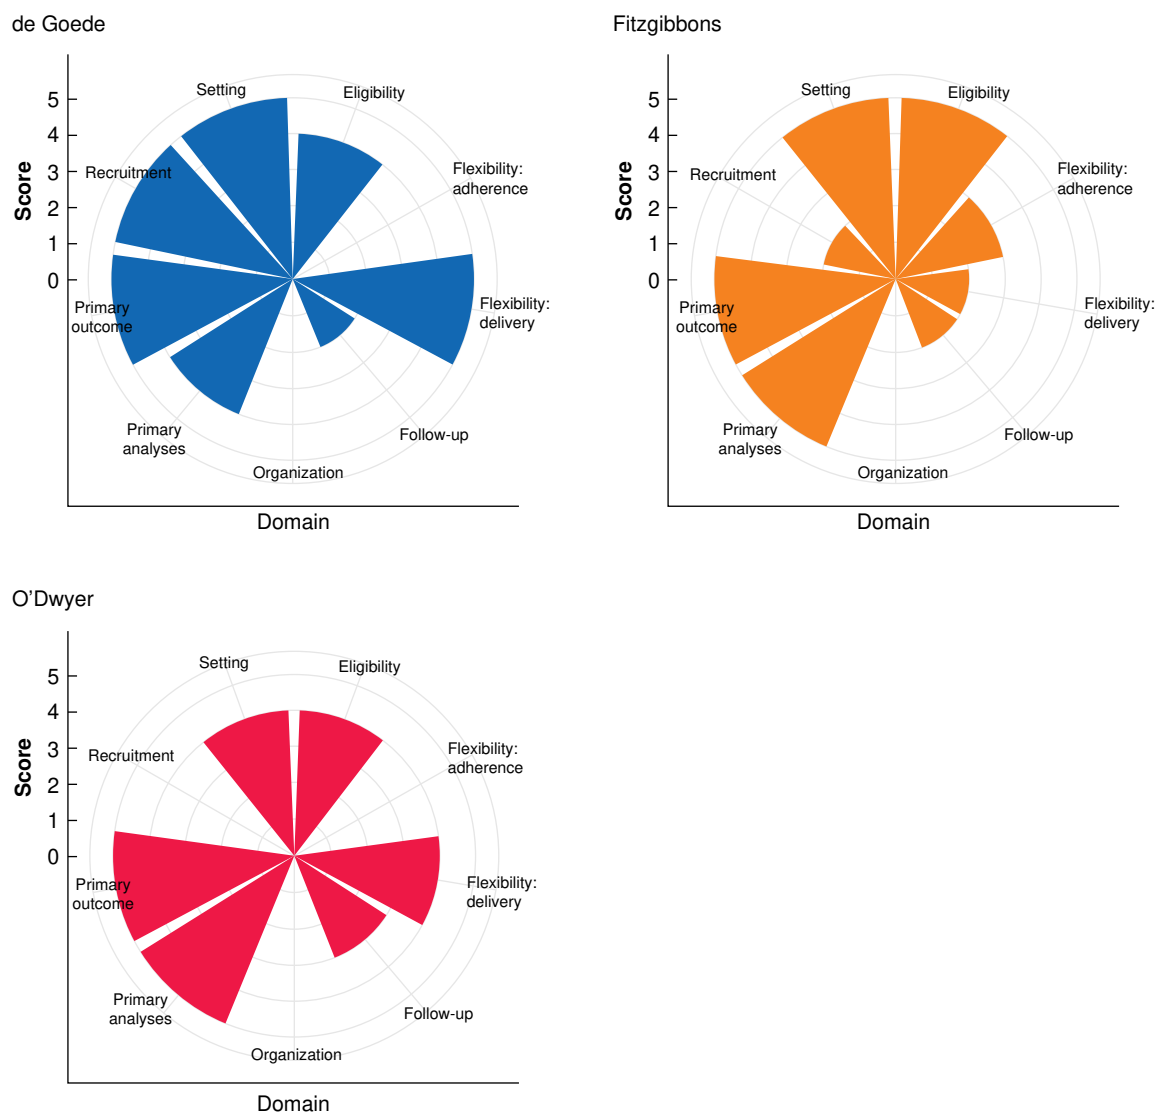 de Goede
Score
5
4
3
2
1
0
Setting
Eligibility
Recruitment
Flexibility:
adherence
Primary
outcome
Flexibility:
delivery
Primary
analyses
Follow-up
Organization
Domain
Fitzgibbons
Score
5
4
3
2
1
0
Setting
Eligibility
Recruitment
Flexibility:
adherence
Primary
outcome
Flexibility:
delivery
Primary
analyses
Follow-up
Organization
Domain
O'Dwyer
Score
5
4
3
2
1
0
Setting
Eligibility
Recruitment
Flexibility:
adherence
Primary
outcome
Flexibility:
delivery
Primary
analyses
Follow-up
Organization
Domain